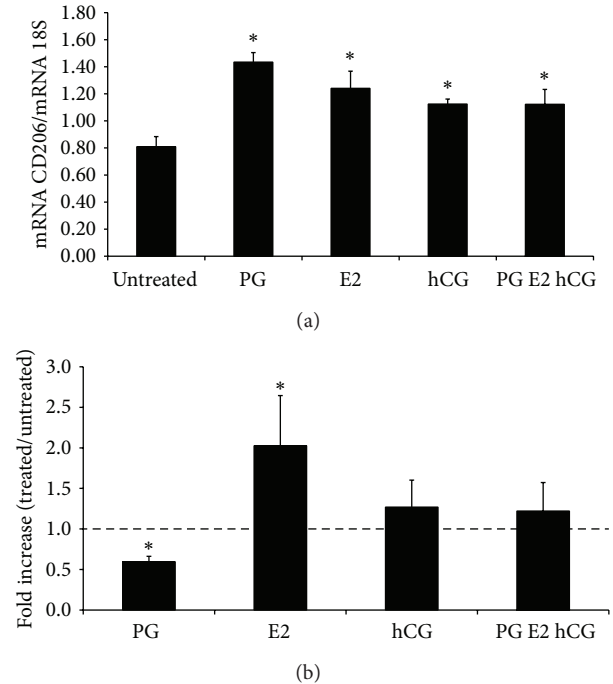 mRNA CD206/mRNA 18S
1.80
1.60
1.40
1.20
1.00
0.80
0.60
0.40
0.20
0.00
* * * *
Untreated PG E2 hCG PG E2 hCG
(a)
Fold increase (treated/untreated)
3.0
2.5
2.0
1.5
1.0
0.5
0.0
* *
PG E2 hCG PG E2 hCG
(b)